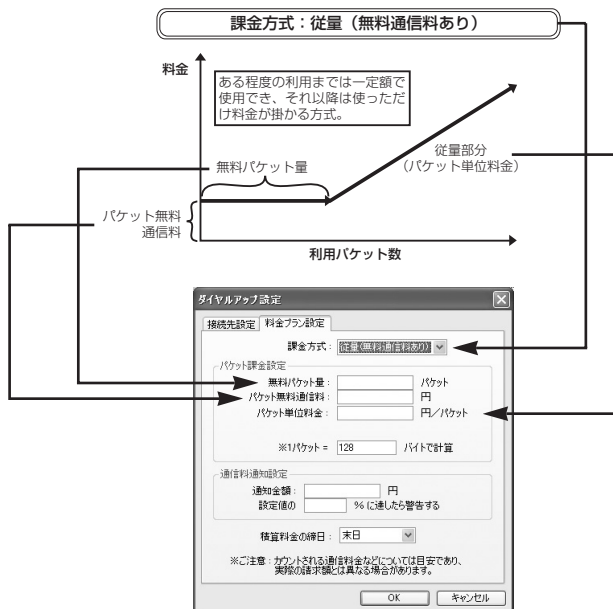 課金方式：従量（無料通信料あり）
料金
ある程度の利用までは一定額で
使用でき、それ以降は使っただ
け料金が掛かる方式。
従量部分
（パケット単位料金）
無料パケット量
パケット無料
通信料
利用パケット数
ダイヤルアップ設定
接続先設定 料金プラン設定
課金方式： 従量(無料通信料あり)
パケット課金設定
無料パケット量： パケット
パケット無料通信料： 円
パケット単位料金： 円／パケット
※1パケット = 128 バイトで計算
通信料通知設定
通知金額： 円
設定値の %に達したら警告する
積算料金の締日： 末日
※ご注意：カウントされる通信料金などについては目安であり、
実際の請求額とは異なる場合があります。
OK キャンセル